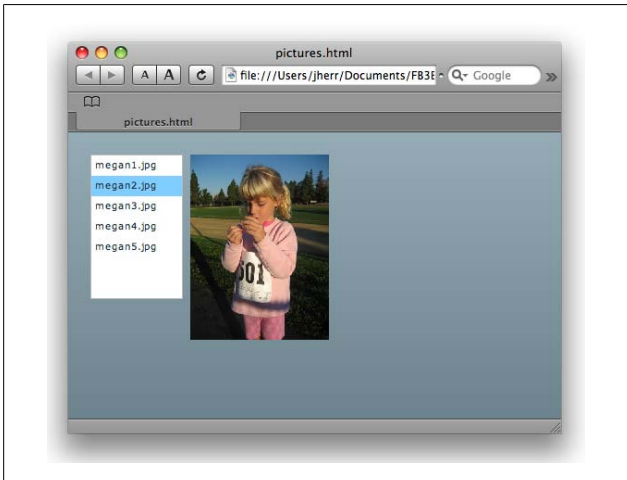 pictures.html
A A file:///Users/jherr/Documents/FB3E Google
pictures.html
megan1.jpg
megan2.jpg
megan3.jpg
megan4.jpg
megan5.jpg
601